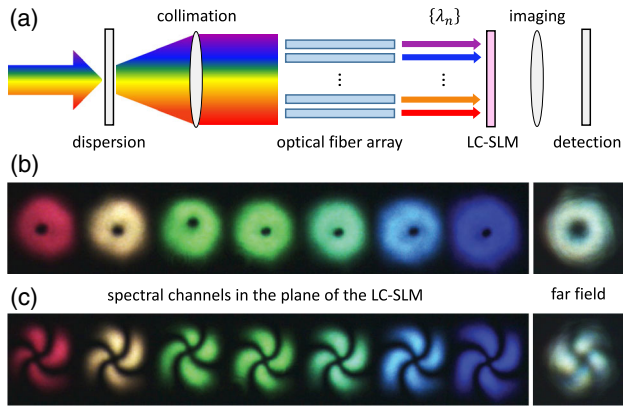 (a)
collimation
{λₙ}
imaging
dispersion
optical fiber array
LC-SLM
detection
(b)
(c)
spectral channels in the plane of the LC-SLM
far field